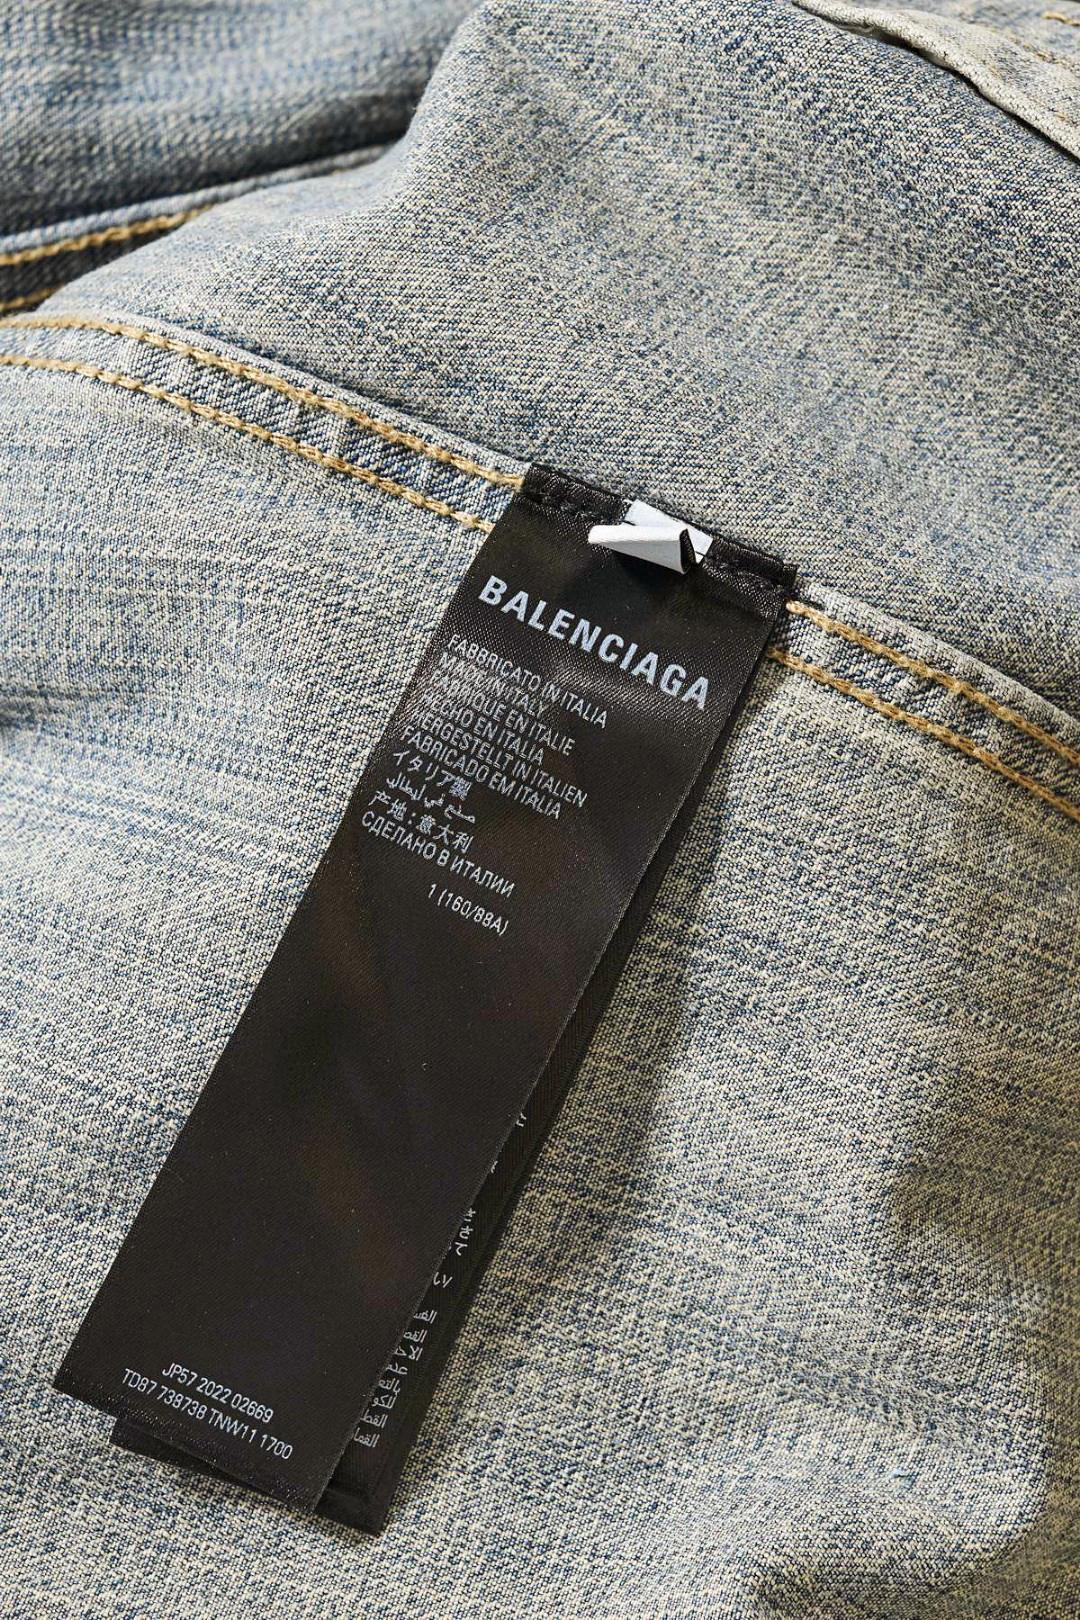 BALENCIAGA
FABBRICATO IN ITALIA
MADE IN ITALY
FABRIQUE EN ITALIE
HECHO EN ITALIA
HERGESTELLT IN ITALIEN
FABRICADO EM ITALIA
イタリア製
صنع في ايطاليا
产地:意大利
СДЕЛАНО В ИТАЛИИ
1 (160/88A)
JP57 2022 02669
TD87 738738 TNW11 1700